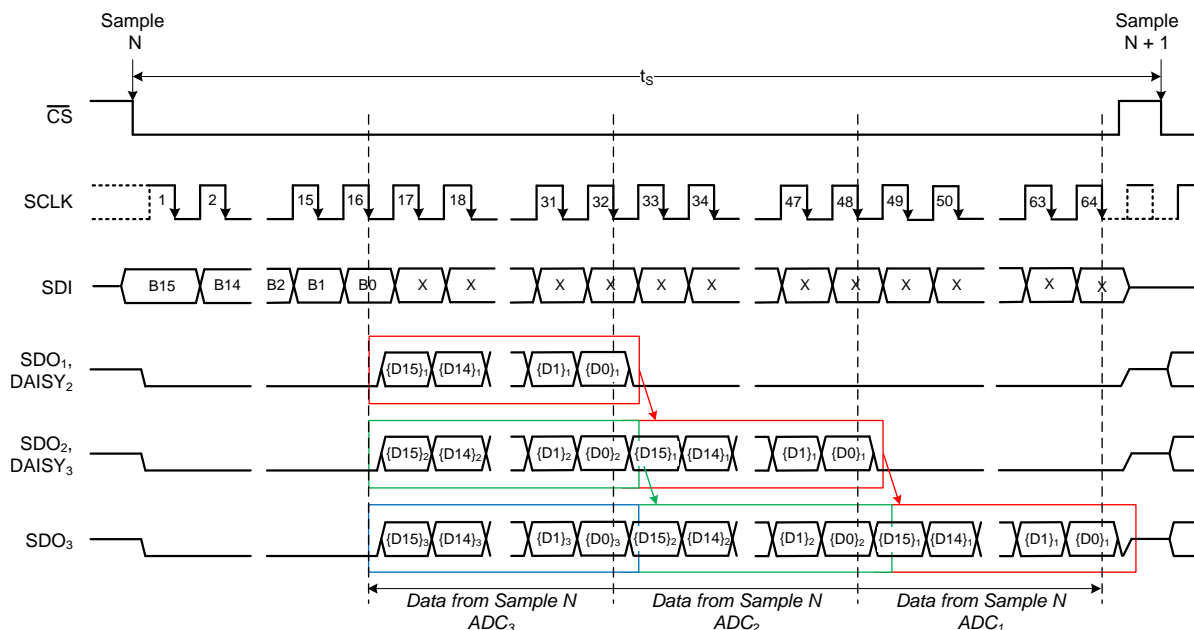 Sample N
Sample N + 1
tS
CS
SCLK
1 2 15 16 17 18 31 32 33 34 47 48 49 50 63 64
SDI
B15 B14 B2 B1 B0 X X X X X X X X X X X X
SDO1, DAISY2
{D15}1 {D14}1 {D1}1 {D0}1
SDO2, DAISY3
{D15}2 {D14}2 {D1}2 {D0}2 {D15}1 {D14}1 {D1}1 {D0}1
SDO3
{D15}3 {D14}3 {D1}3 {D0}3 {D15}2 {D14}2 {D1}2 {D0}2 {D15}1 {D14}1 {D1}1 {D0}1
Data from Sample N ADC3
Data from Sample N ADC2
Data from Sample N ADC1